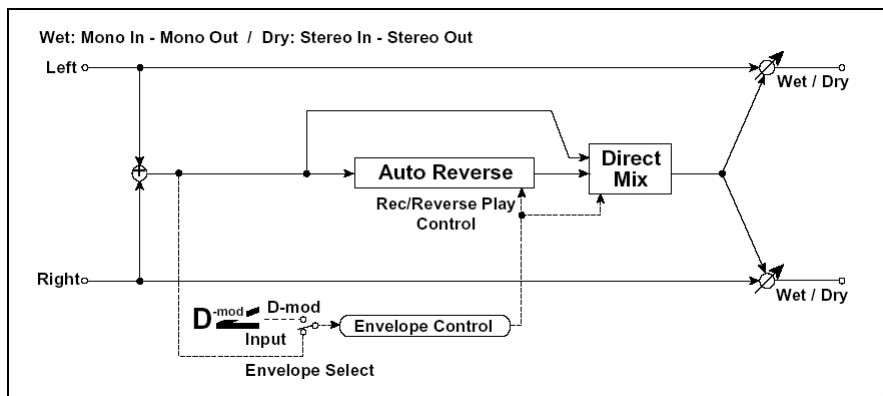 Wet: Mono In - Mono Out / Dry: Stereo In - Stereo Out
Left
Wet / Dry
+
Auto Reverse
Direct
Mix
Rec/Reverse Play
Control
Right
Wet / Dry
D-mod
D-mod
Input
Envelope Control
Envelope Select